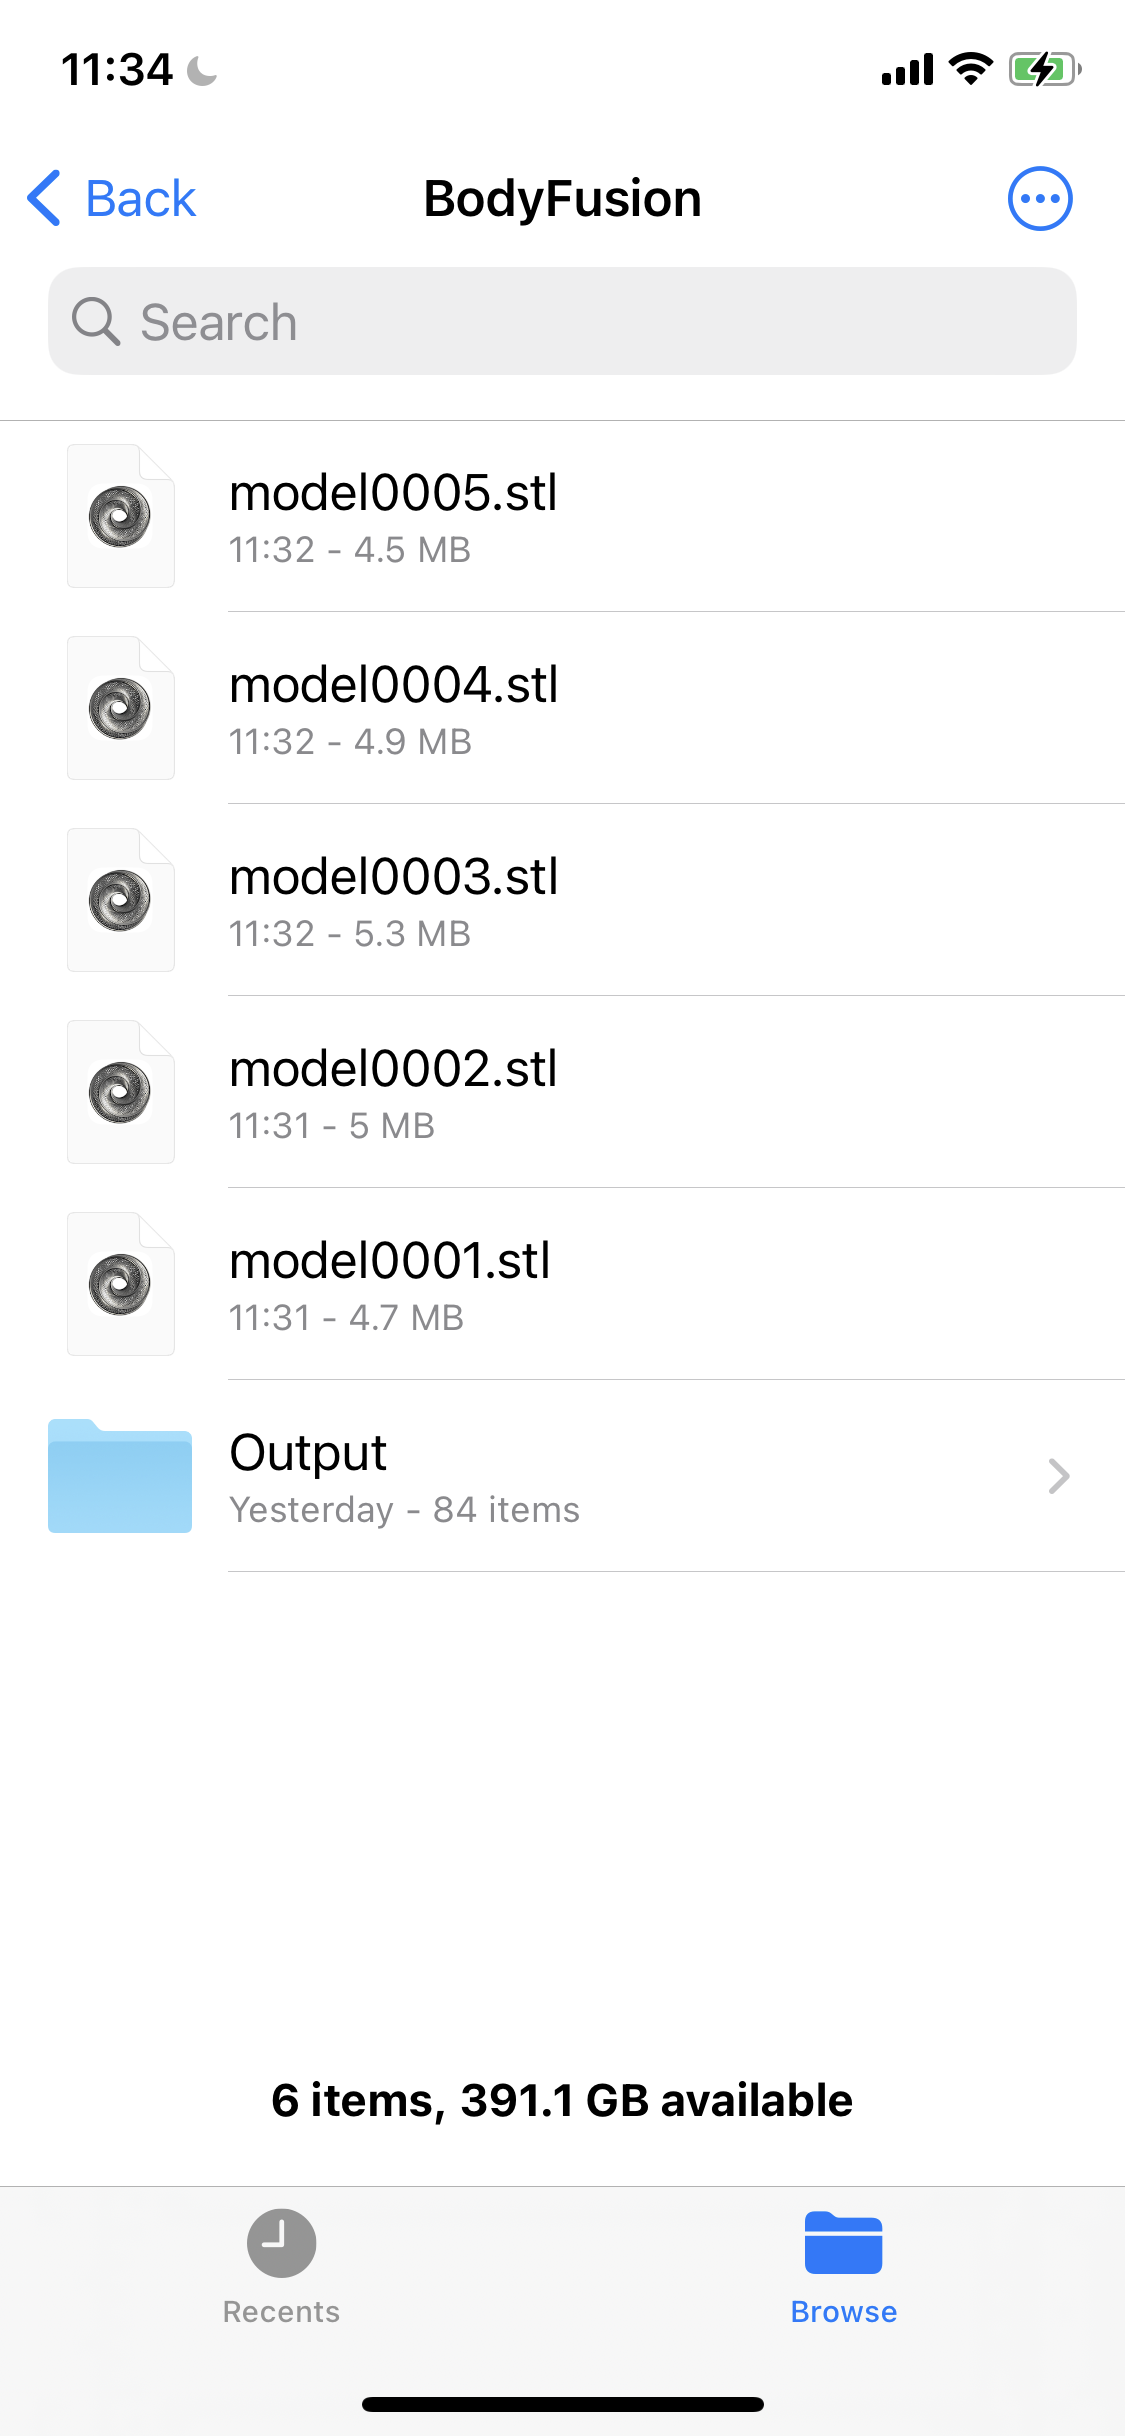 11:34
Back
BodyFusion
Search
model0005.stl
11:32 - 4.5 MB
model0004.stl
11:32 - 4.9 MB
model0003.stl
11:32 - 5.3 MB
model0002.stl
11:31 - 5 MB
model0001.stl
11:31 - 4.7 MB
Output
Yesterday - 84 items
6 items, 391.1 GB available
Recents
Browse